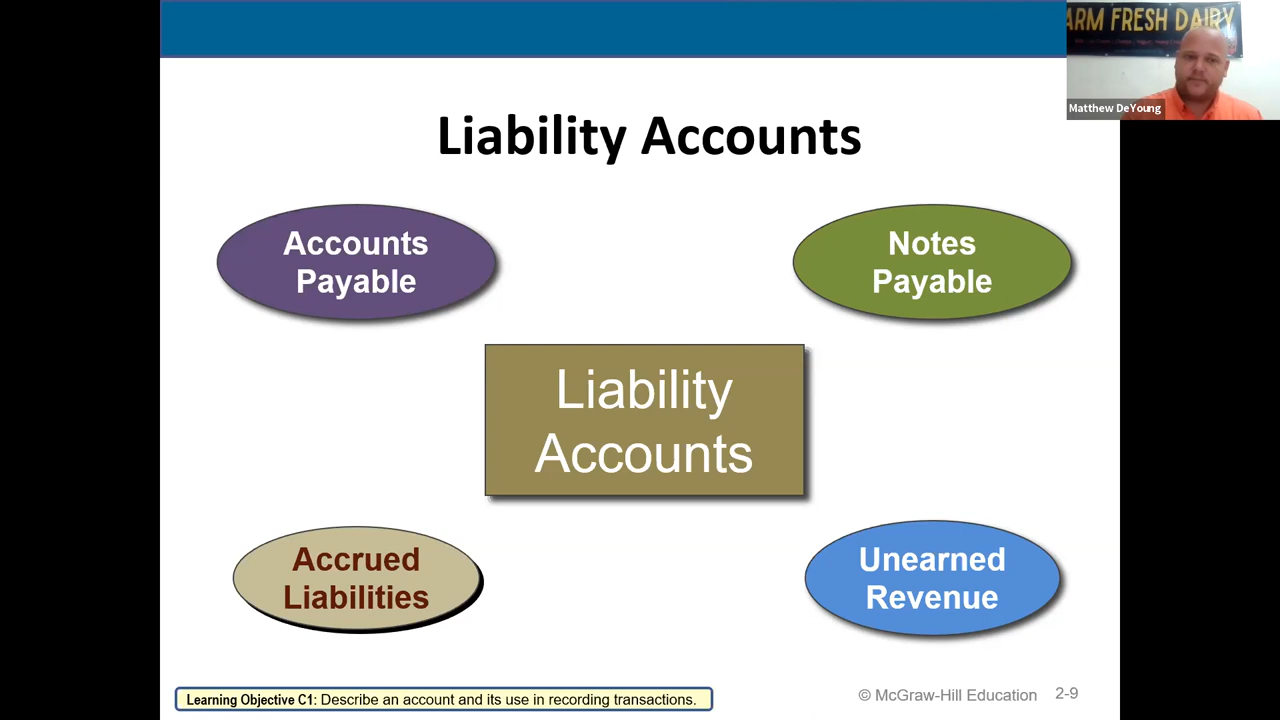 ARM FRESH DAIRY
Matthew DeYoung
Liability Accounts
Accounts
Payable
Notes
Payable
Liability
Accounts
Accrued
Liabilities
Unearned
Revenue
Learning Objective C1: Describe an account and its use in recording transactions.
© McGraw-Hill Education 2-9